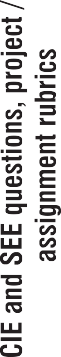 CIE and SEE questions, project /
assignment rubrics